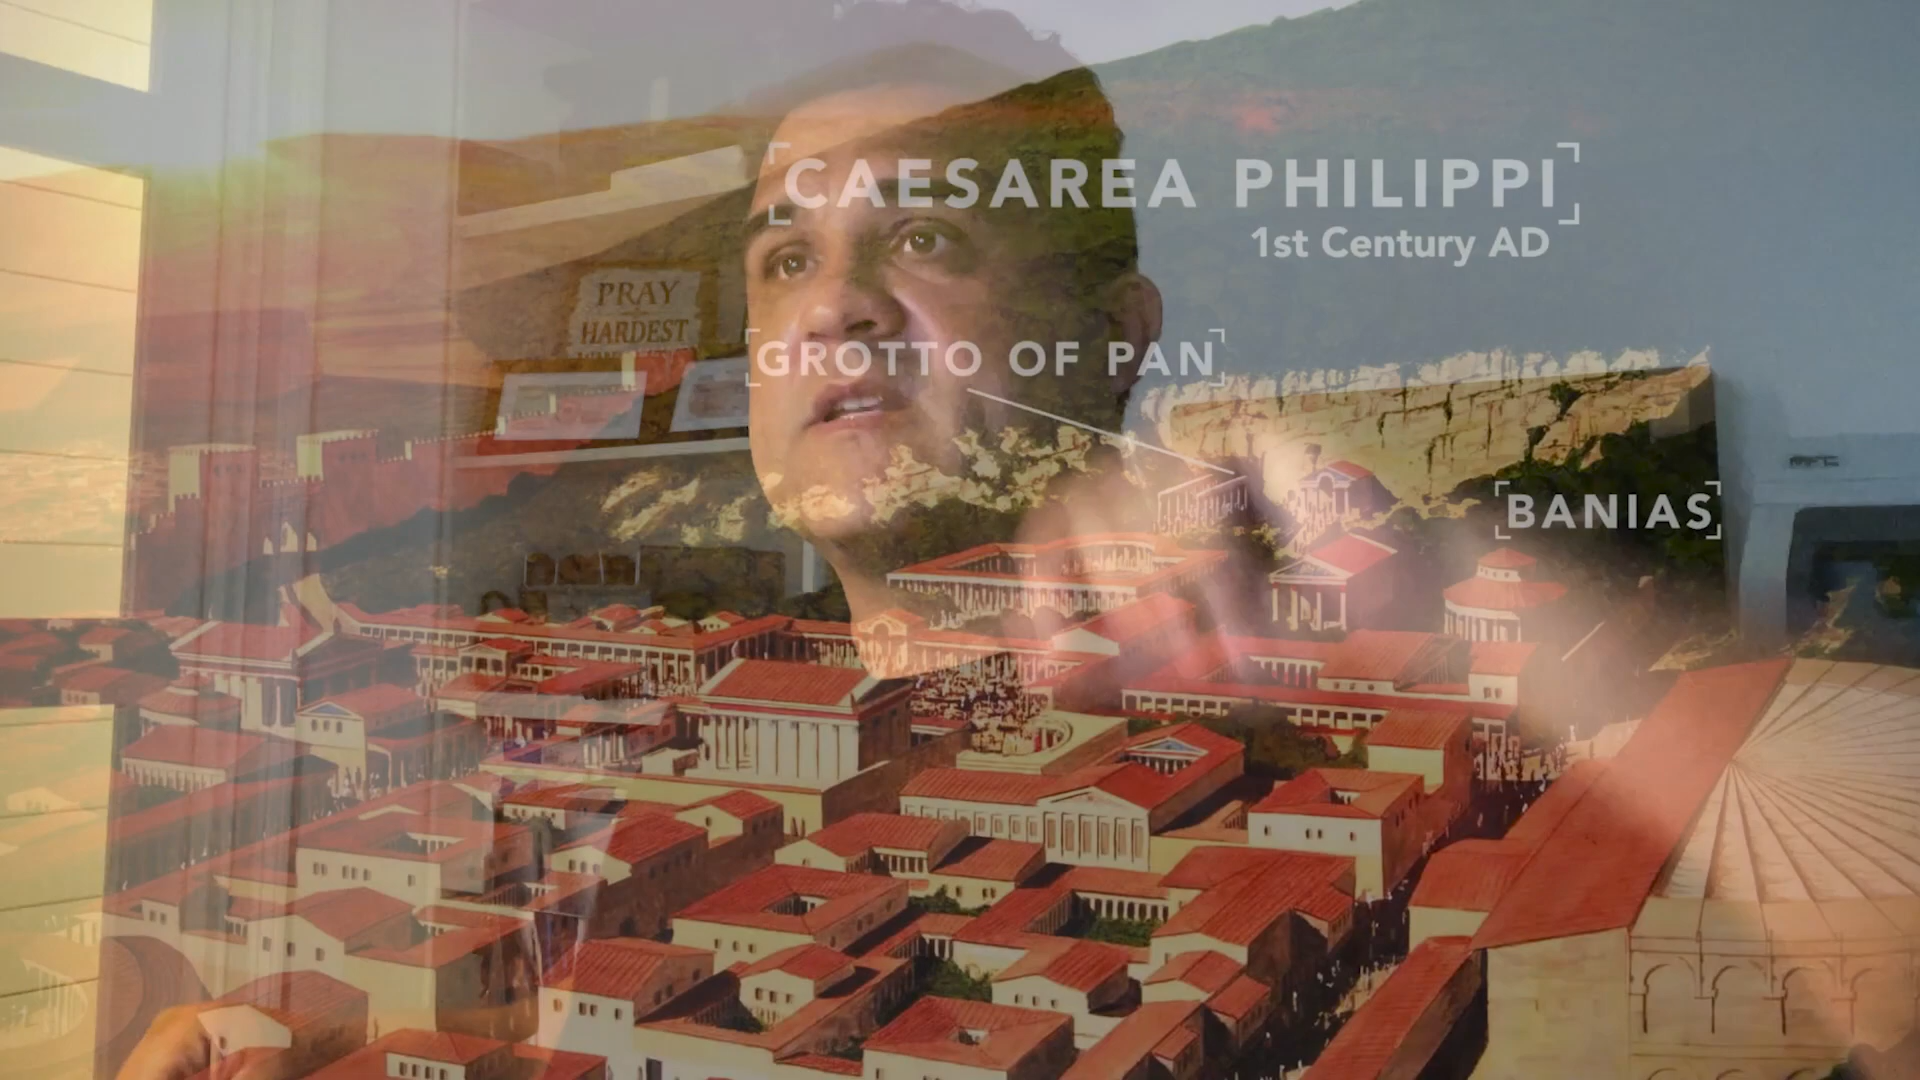 CAESAREA PHILIPPI
1st Century AD
PRAY
HARDEST
GROTTO OF PAN
BANIAS